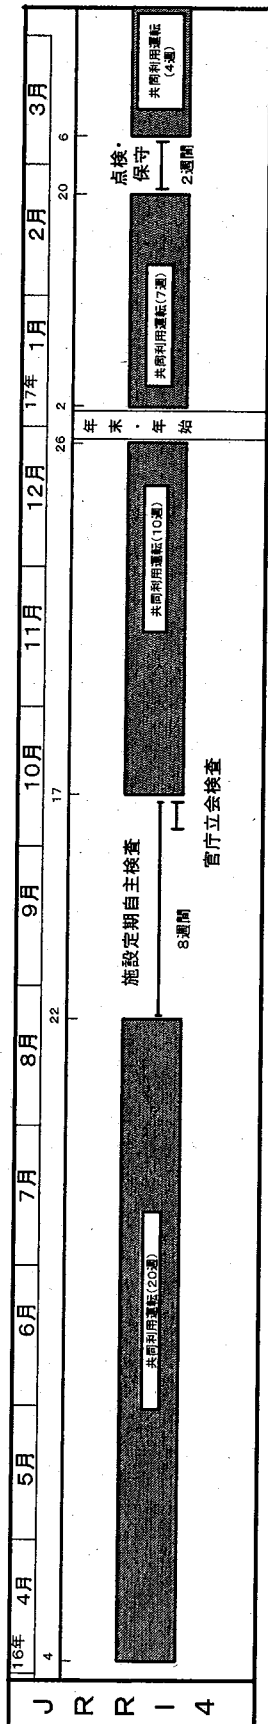 JRR-4
16年
4月
5月
6月
7月
8月
9月
10月
11月
12月
17年
1月
2月
3月
4
22
17
26
2
20
6
共同利用運転(20週)
施設定期自主検査
8週間
官庁立会検査
共同利用運転(10週)
年末・年始
共同利用運転(7週)
点検・
保守
2週間
共同利用運転
(4週)